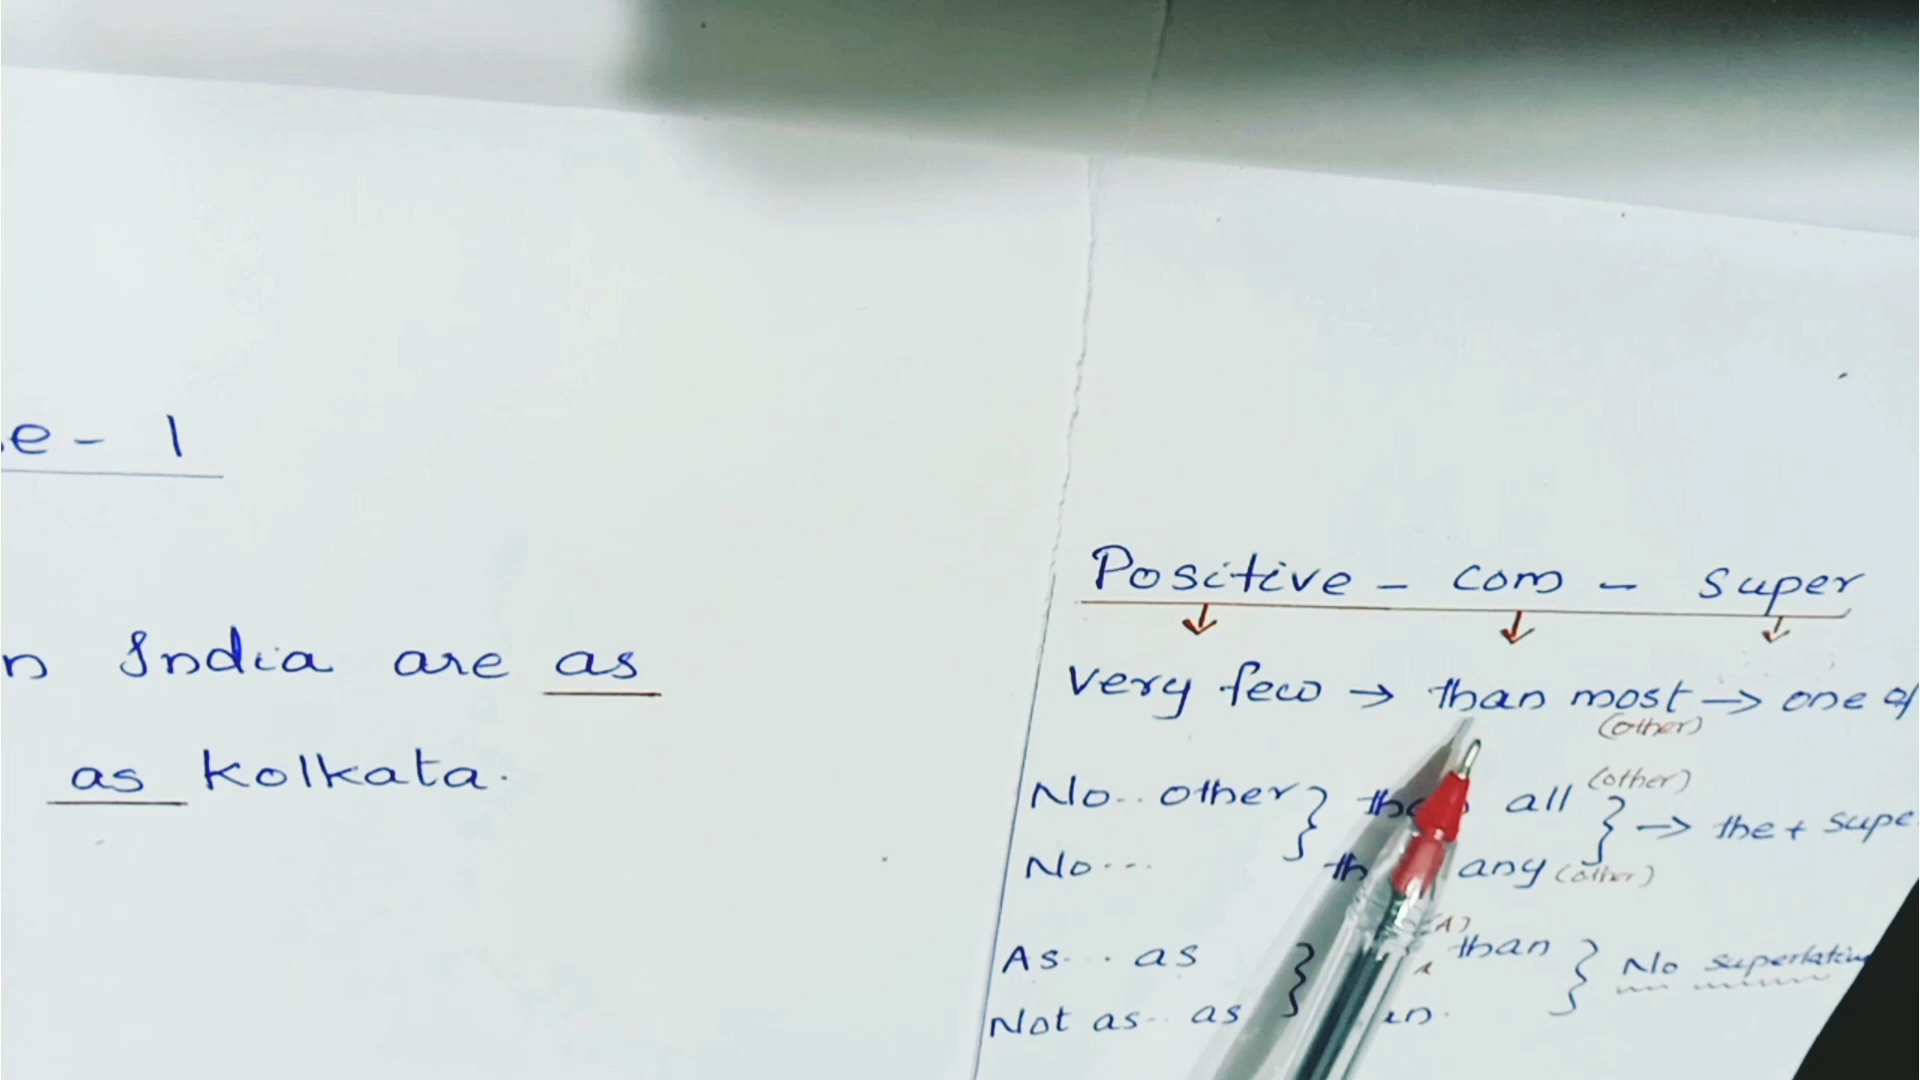 e - 1
n India are as
as Kolkata.
Positive - com - super
Very few → than most → one of
(other)
No.. other } all (other) } → the + supe
No... any (other)
As... as } than } No superlative
Not as.. as